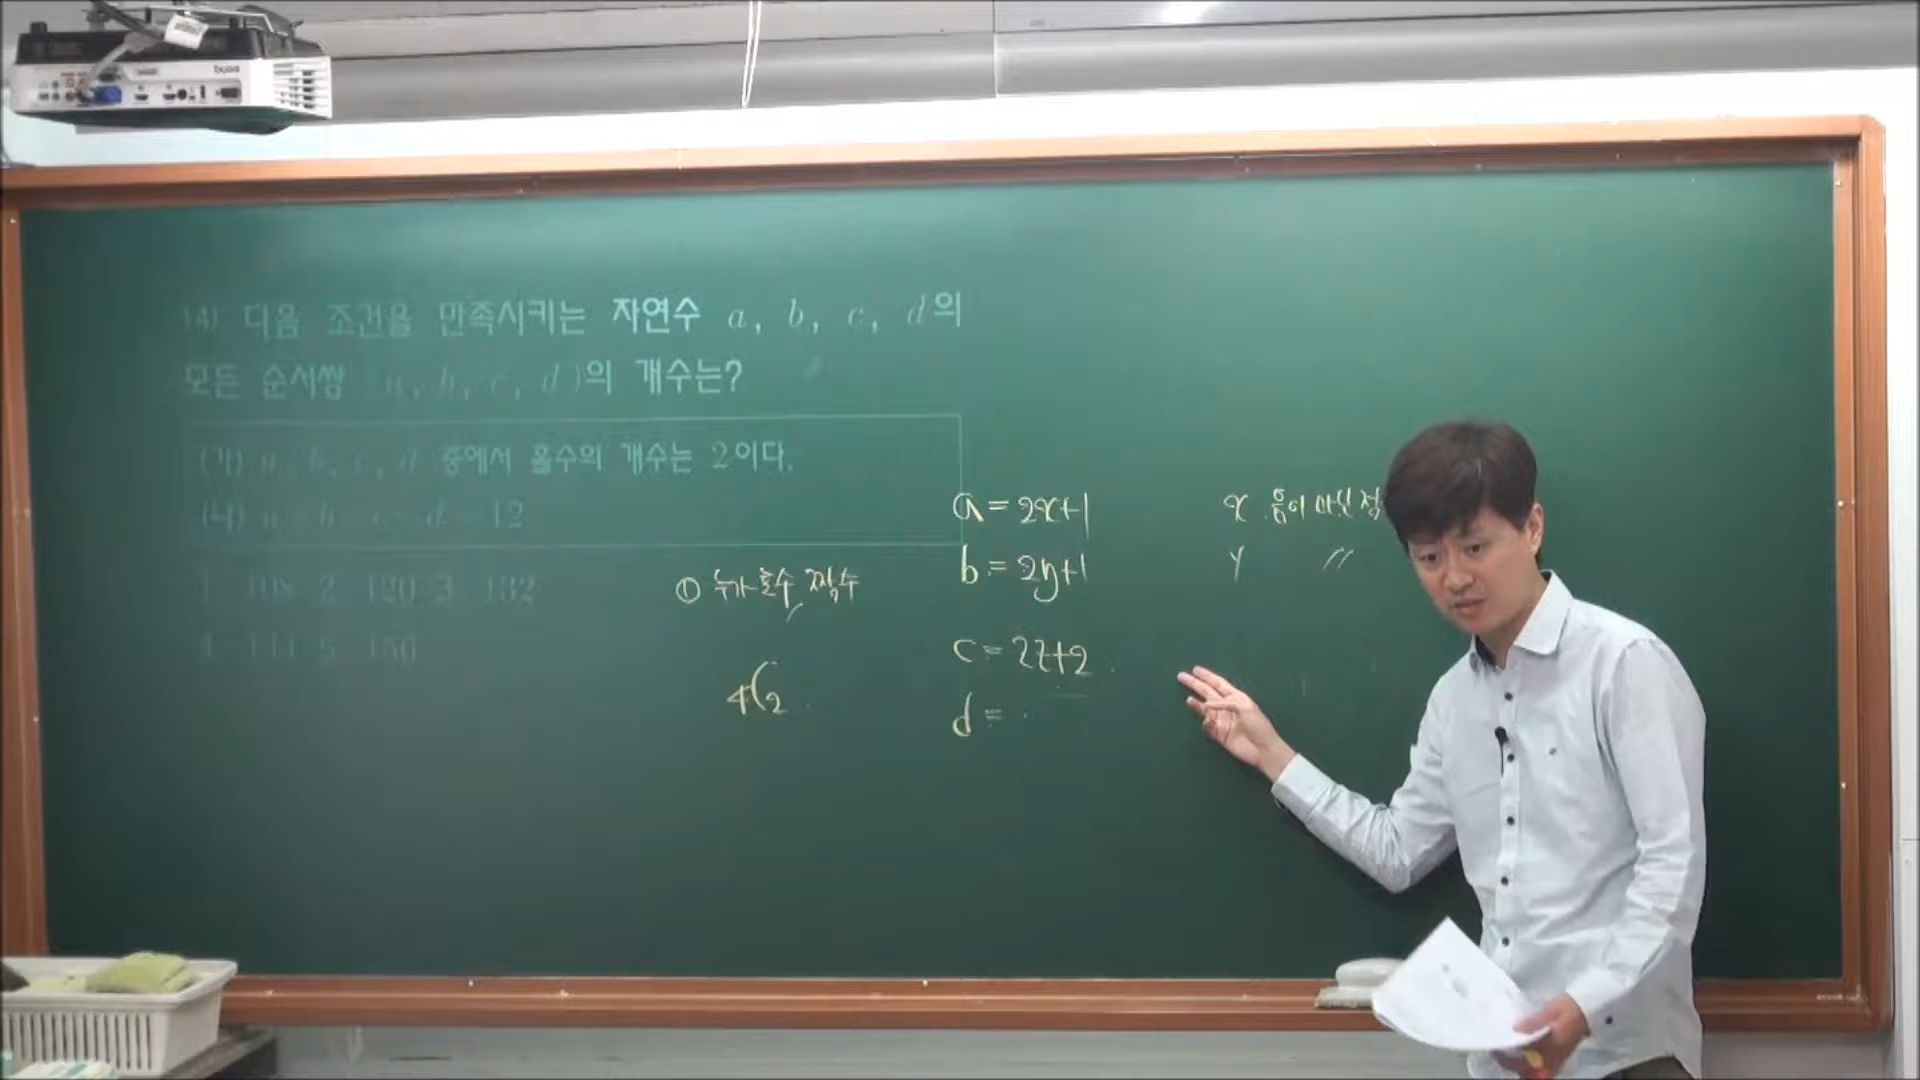 14) 다음 조건을 만족시키는 자연수 a, b, c, d의
모든 순서쌍 (a, b, c, d)의 개수는?
(가) a, b, c, d 중에서 홀수의 개수는 2이다.
(나) a + b + c + d = 12
1 108 2 120 3 132
4 144 5 156
① 누가 홀수, 짝수
4C2
a = 2x+1
b = 2y+1
c = 2z+2
d =
x 음이 아닌 정
y 〃
BenQ